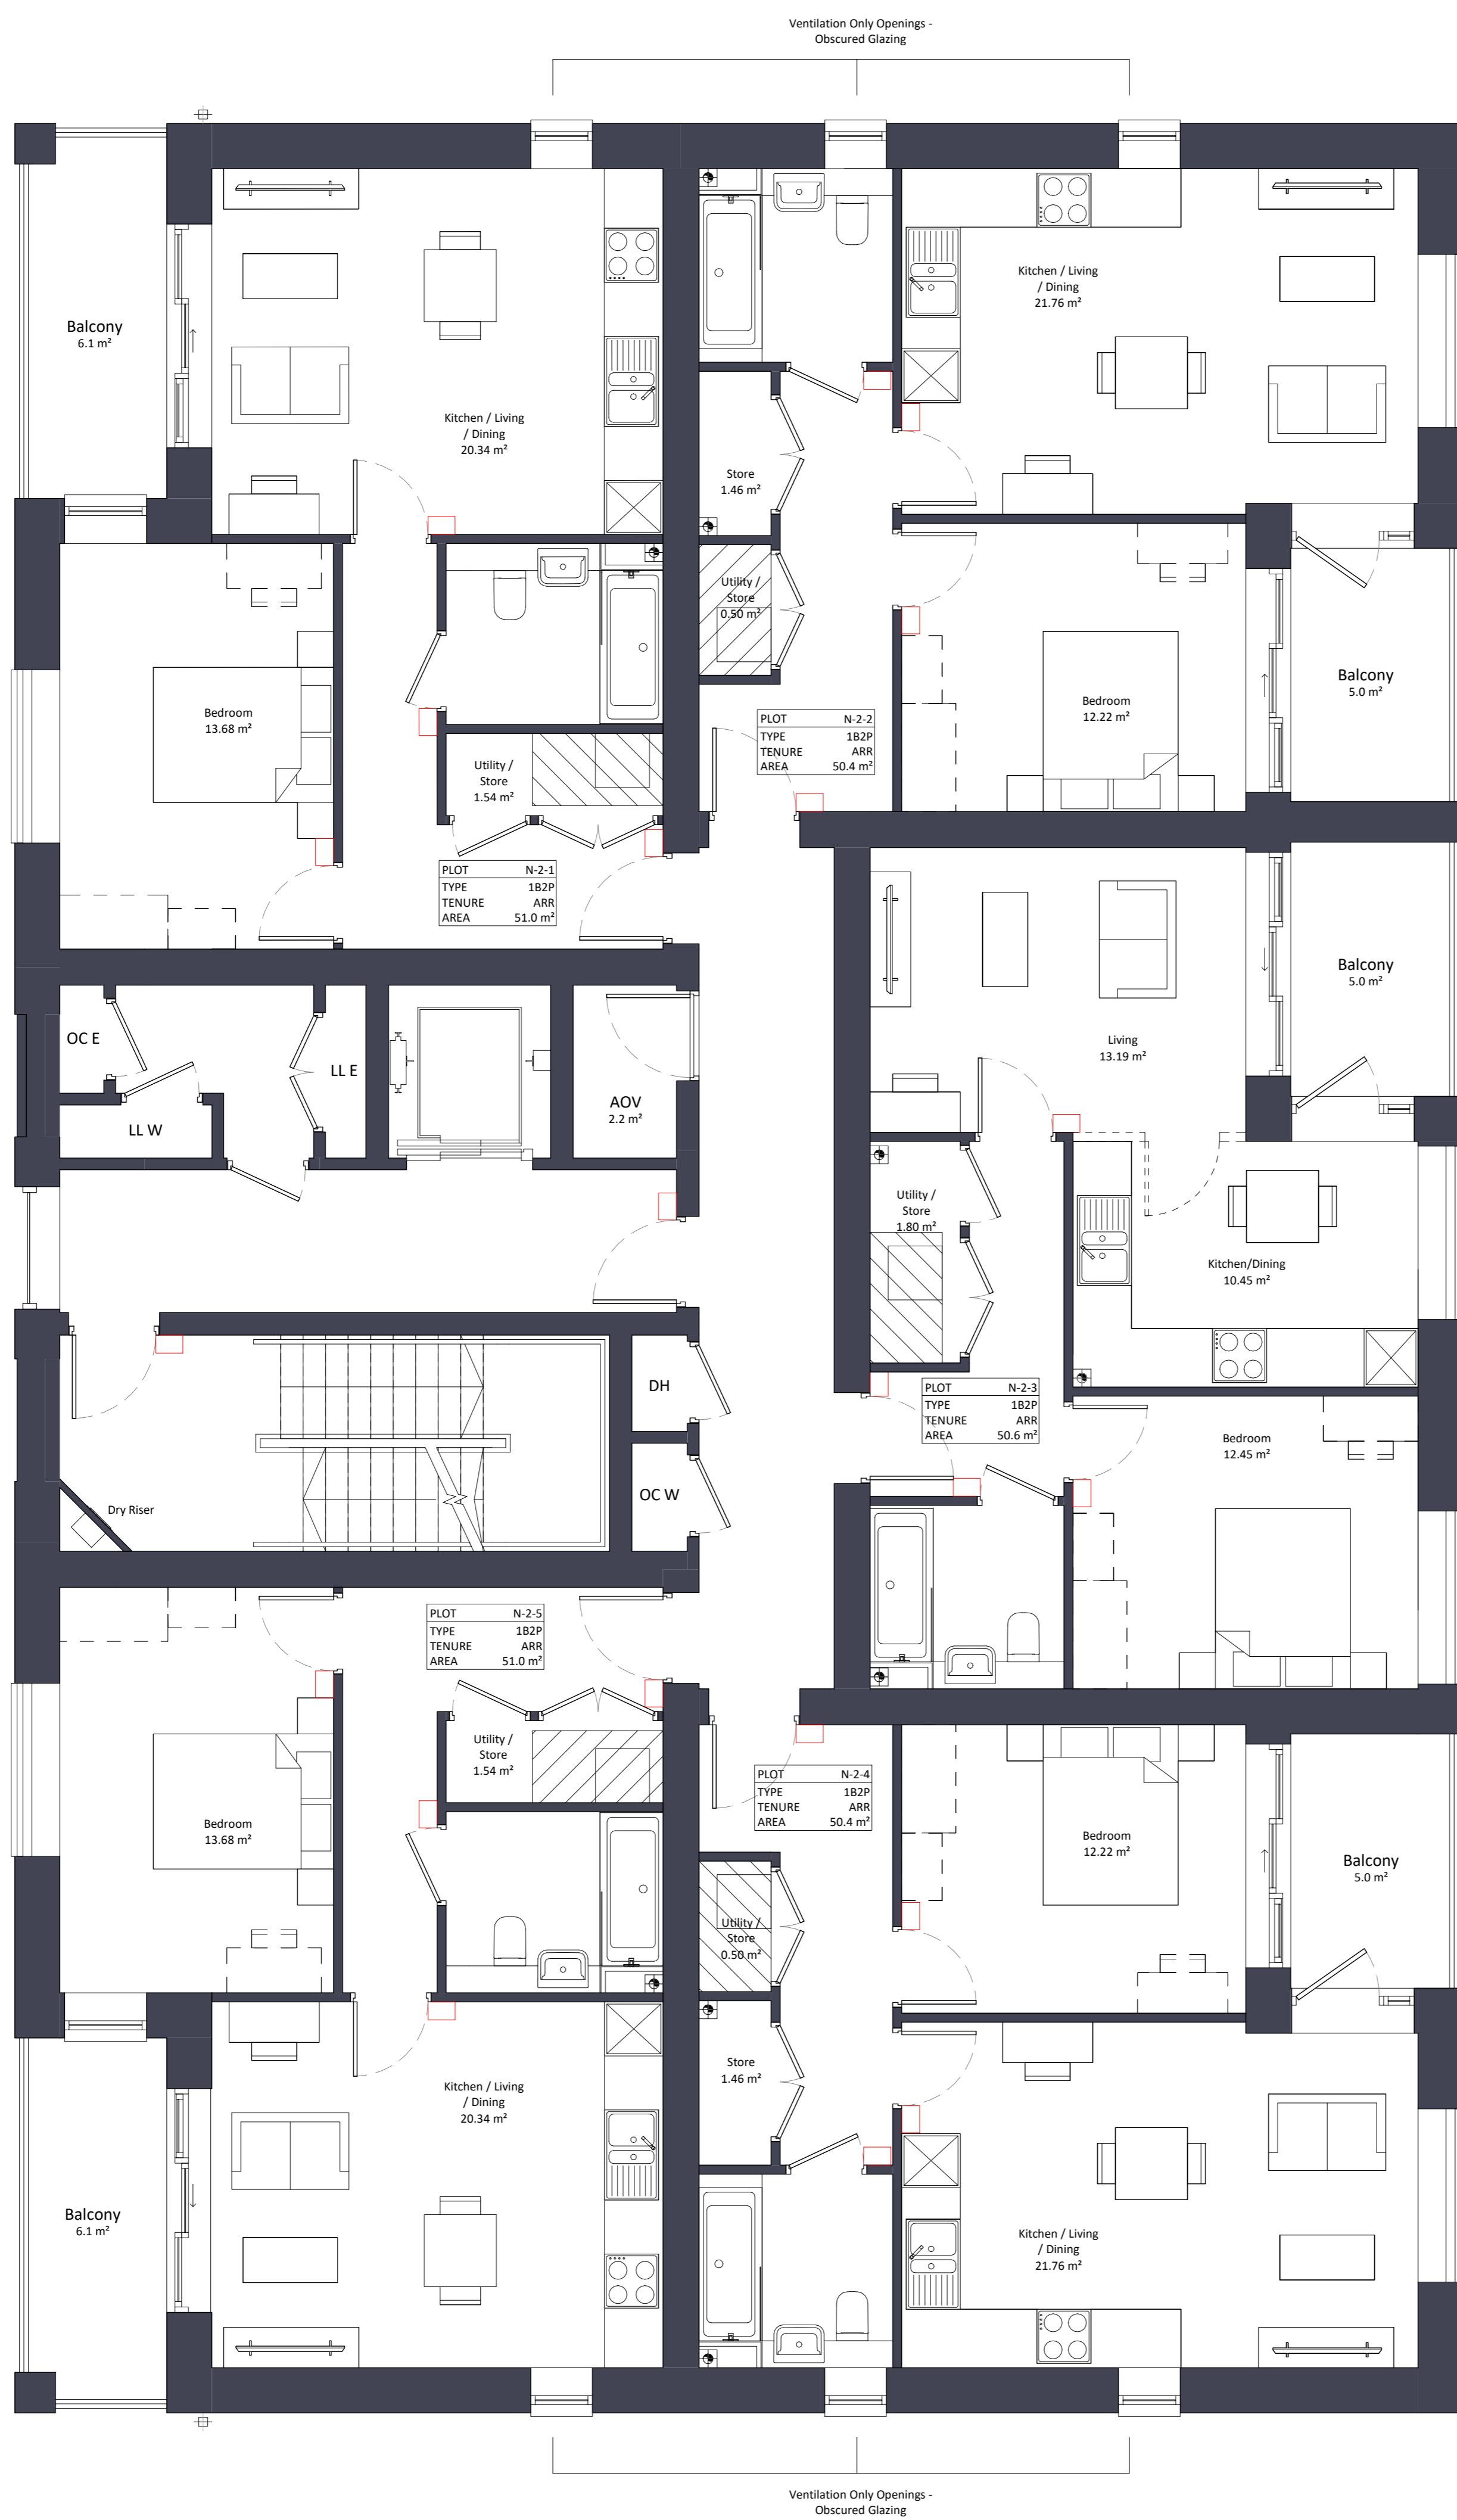 Ventilation Only Openings -
Obscured Glazing
Balcony
6.1 m²
Kitchen / Living
/ Dining
20.34 m²
Kitchen / Living
/ Dining
21.76 m²
Store
1.46 m²
Utility /
Store
0.50 m²
Bedroom
13.68 m²
Bedroom
12.22 m²
Balcony
5.0 m²
PLOT N-2-2
TYPE 1B2P
TENURE ARR
AREA 50.4 m²
Utility /
Store
1.54 m²
PLOT N-2-1
TYPE 1B2P
TENURE ARR
AREA 51.0 m²
Balcony
5.0 m²
OC E
LL E
LL W
AOV
2.2 m²
Living
13.19 m²
Utility /
Store
1.80 m²
Kitchen/Dining
10.45 m²
DH
PLOT N-2-3
TYPE 1B2P
TENURE ARR
AREA 50.6 m²
Bedroom
12.45 m²
OC W
Dry Riser
PLOT N-2-5
TYPE 1B2P
TENURE ARR
AREA 51.0 m²
Utility /
Store
1.54 m²
PLOT N-2-4
TYPE 1B2P
TENURE ARR
AREA 50.4 m²
Bedroom
13.68 m²
Bedroom
12.22 m²
Balcony
5.0 m²
Utility /
Store
0.50 m²
Store
1.46 m²
Kitchen / Living
/ Dining
20.34 m²
Balcony
6.1 m²
Kitchen / Living
/ Dining
21.76 m²
Ventilation Only Openings -
Obscured Glazing